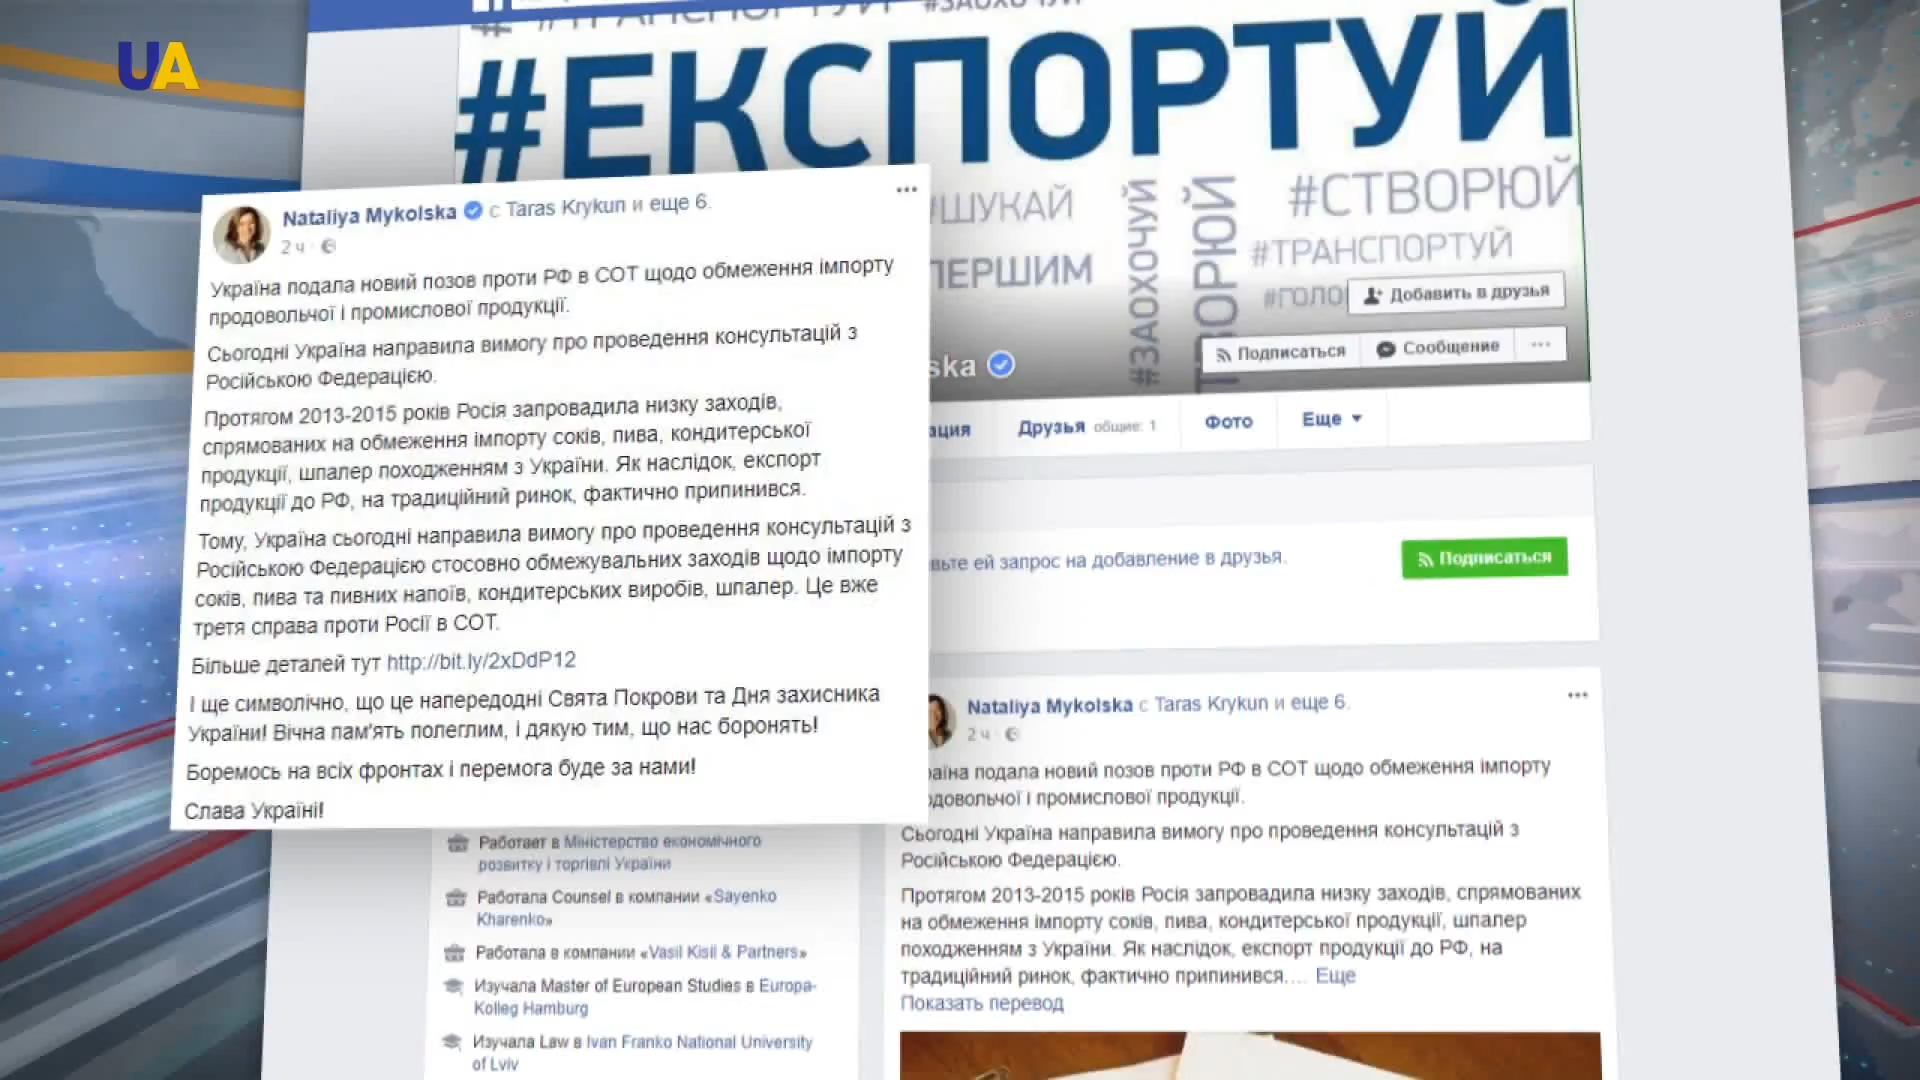 UA
#ТРАНСПОРТУЙ #ЗАОХОЧУЙ
#ЕКСПОРТУЙ
#ШУКАЙ
ПЕРШИМ
#ЗАОХОЧУЙ
#СТВОРЮЙ
#ТРАНСПОРТУЙ
Добавить в друзья
Подписаться Сообщение ...
Друзья общие: 1 Фото Еще
ей запрос на добавление в друзья.
Подписаться
Nataliya Mykolska с Taras Krykun и еще 6.
2 ч
Україна подала новий позов проти РФ в СОТ щодо обмеження імпорту
продовольчої і промислової продукції.
Сьогодні Україна направила вимогу про проведення консультацій з
Російською Федерацією.
Протягом 2013-2015 років Росія запровадила низку заходів,
спрямованих на обмеження імпорту соків, пива, кондитерської
продукції, шпалер походженням з України. Як наслідок, експорт
продукції до РФ, на традиційний ринок, фактично припинився.
Тому, Україна сьогодні направила вимогу про проведення консультацій з
Російською Федерацією стосовно обмежувальних заходів щодо імпорту
соків, пива та пивних напоїв, кондитерських виробів, шпалер. Це вже
третя справа проти Росії в СОТ.
Більше деталей тут http://bit.ly/2xDdP12
І ще символічно, що це напередодні Свята Покрови та Дня захисника
України! Вічна пам'ять полеглим, і дякую тим, що нас боронять!
Боремось на всіх фронтах і перемога буде за нами!
Слава Україні!
Работает в Міністерство економічного
розвитку і торгівлі України
Работала Counsel в компании «Sayenko
Kharenko»
Работала в компании «Vasil Kisil & Partners»
Изучала Master of European Studies в Europa-
Kolleg Hamburg
Изучала Law в Ivan Franko National University
of Lviv
Nataliya Mykolska с Taras Krykun и еще 6.
2 ч
подала новий позов проти РФ в СОТ щодо обмеження імпорту
і промислової продукції.
Сьогодні Україна направила вимогу про проведення консультацій з
Російською Федерацією.
Протягом 2013-2015 років Росія запровадила низку заходів, спрямованих
на обмеження імпорту соків, пива, кондитерської продукції, шпалер
походженням з України. Як наслідок, експорт продукції до РФ, на
традиційний ринок, фактично припинився.... Еще
Показать перевод